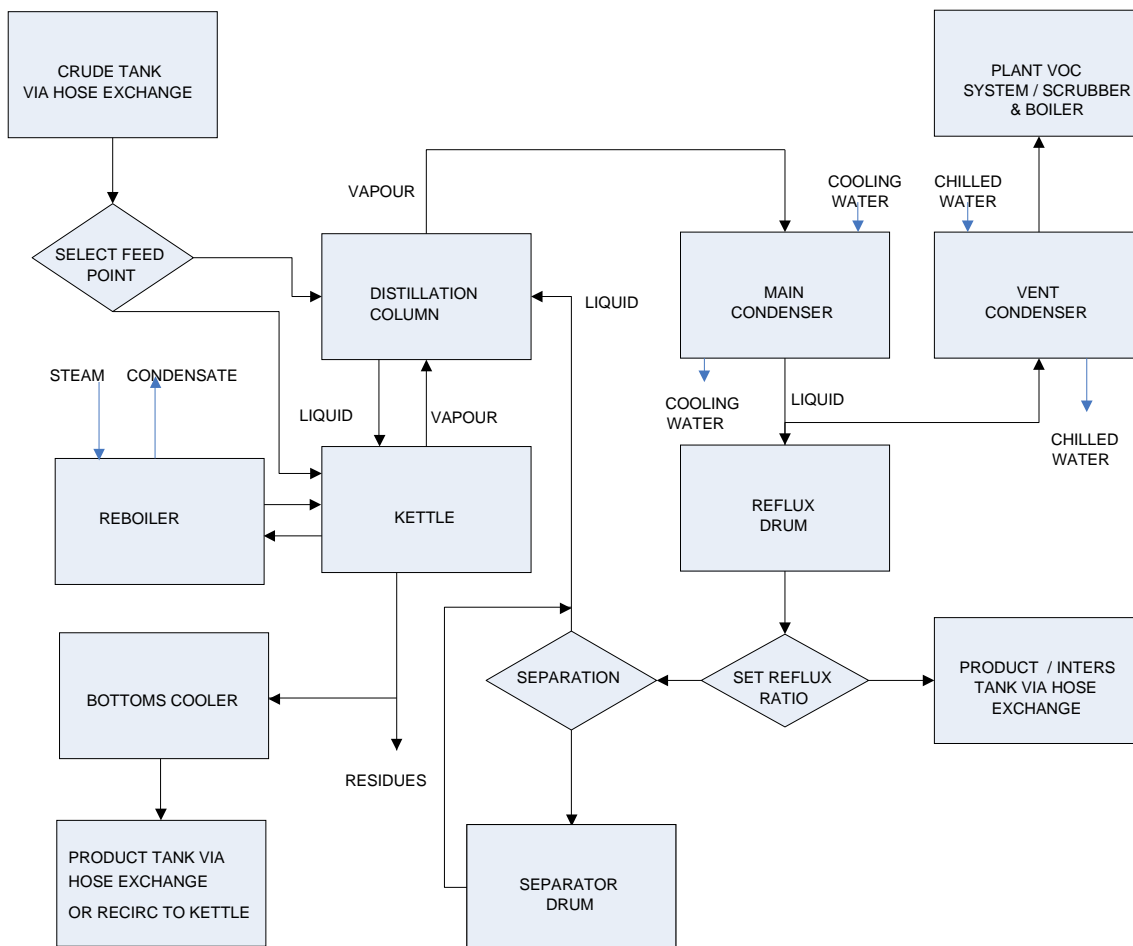 CRUDE TANK
VIA HOSE EXCHANGE
PLANT VOC
SYSTEM / SCRUBBER
& BOILER
VAPOUR
COOLING
WATER
CHILLED
WATER
SELECT FEED
POINT
DISTILLATION
COLUMN
LIQUID
MAIN
CONDENSER
VENT
CONDENSER
STEAM
CONDENSATE
LIQUID
VAPOUR
COOLING
WATER
LIQUID
CHILLED
WATER
REBOILER
KETTLE
REFLUX
DRUM
BOTTOMS COOLER
SEPARATION
SET REFLUX
RATIO
PRODUCT / INTERS
TANK VIA HOSE
EXCHANGE
RESIDUES
PRODUCT TANK VIA
HOSE EXCHANGE
OR RECIRC TO KETTLE
SEPARATOR
DRUM